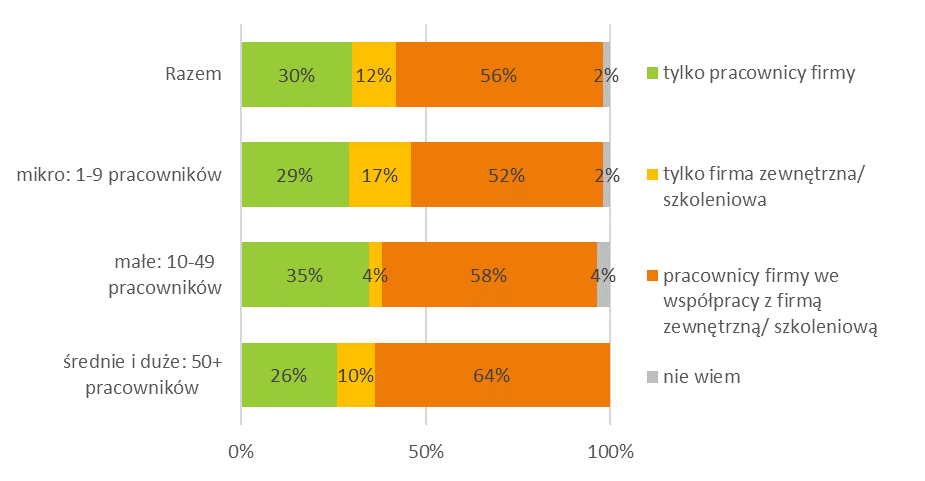 Razem
30%
12%
56%
2%
mikro: 1-9 pracowników
29%
17%
52%
2%
małe: 10-49
pracowników
35%
4%
58%
4%
średnie i duże: 50+
pracowników
26%
10%
64%
0%
50%
100%
tylko pracownicy firmy
tylko firma zewnętrzna/
szkoleniowa
pracownicy firmy we
współpracy z firmą
zewnętrzną/ szkoleniową
nie wiem